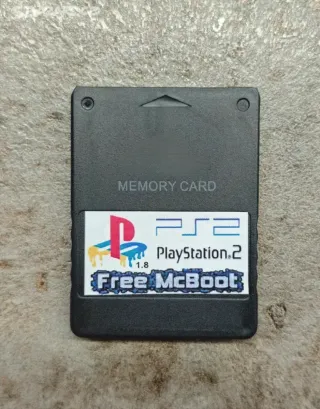 MEMORY CARD
PS2
PlayStation.2
1.8
Free McBoot